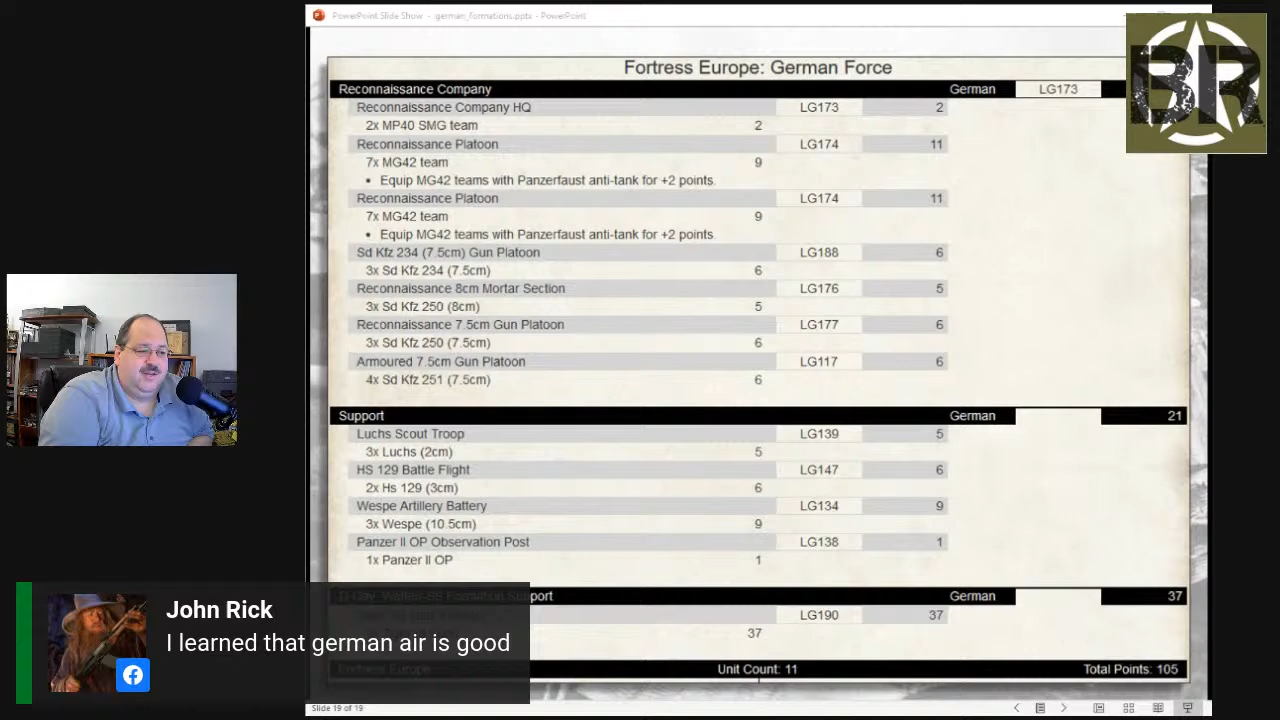 PowerPoint Slide Show - german_formations.pptx - PowerPoint
BR
Fortress Europe: German Force
Reconnaissance Company German LG173
Reconnaissance Company HQ LG173 2
2x MP40 SMG team 2
Reconnaissance Platoon LG174 11
7x MG42 team 9
• Equip MG42 teams with Panzerfaust anti-tank for +2 points.
Reconnaissance Platoon LG174 11
7x MG42 team 9
• Equip MG42 teams with Panzerfaust anti-tank for +2 points.
Sd Kfz 234 (7.5cm) Gun Platoon LG188 6
3x Sd Kfz 234 (7.5cm) 6
Reconnaissance 8cm Mortar Section LG176 5
3x Sd Kfz 250 (8cm) 5
Reconnaissance 7.5cm Gun Platoon LG177 6
3x Sd Kfz 250 (7.5cm) 6
Armoured 7.5cm Gun Platoon LG117 6
4x Sd Kfz 251 (7.5cm) 6
Support German 21
Luchs Scout Troop LG139 5
3x Luchs (2cm) 5
HS 129 Battle Flight LG147 6
2x Hs 129 (3cm) 6
Wespe Artillery Battery LG134 9
3x Wespe (10.5cm) 9
Panzer II OP Observation Post LG138 1
1x Panzer II OP 1
D-Day: Waffen-SS Formation Support German 37
LG190 37
37
Fortress Europe Unit Count: 11 Total Points: 105
John Rick
I learned that german air is good
Slide 19 of 19